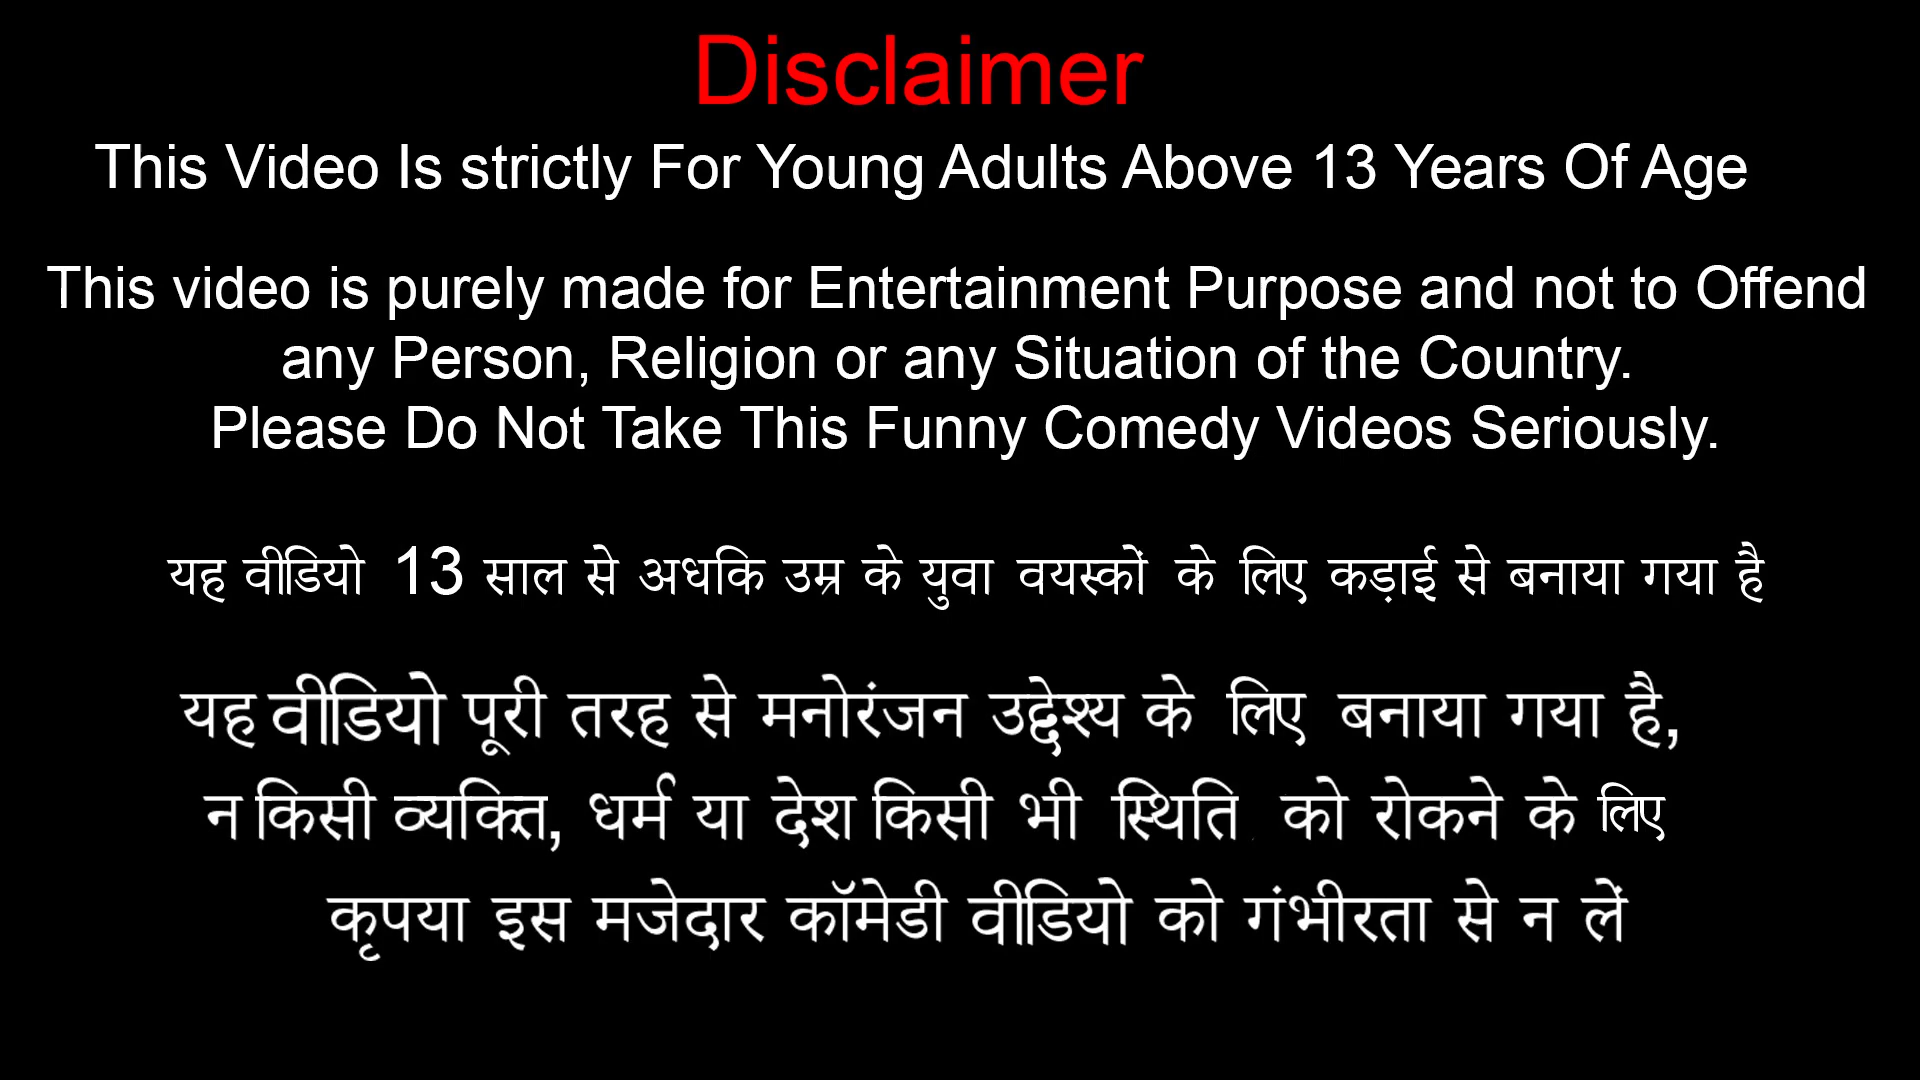 Disclaimer
This Video Is strictly For Young Adults Above 13 Years Of Age
This video is purely made for Entertainment Purpose and not to Offend
any Person, Religion or any Situation of the Country.
Please Do Not Take This Funny Comedy Videos Seriously.
यह वीडियो 13 साल से अधकि उम्र के युवा वयस्कों के लिए कड़ाई से बनाया गया है
यह वीडियो पूरी तरह से मनोरंजन उद्देश्य के लिए बनाया गया है,
न किसी व्यक्ति, धर्म या देश किसी भी स्थिति को रोकने के लिए
कृपया इस मजेदार कॉमेडी वीडियो को गंभीरता से न लें